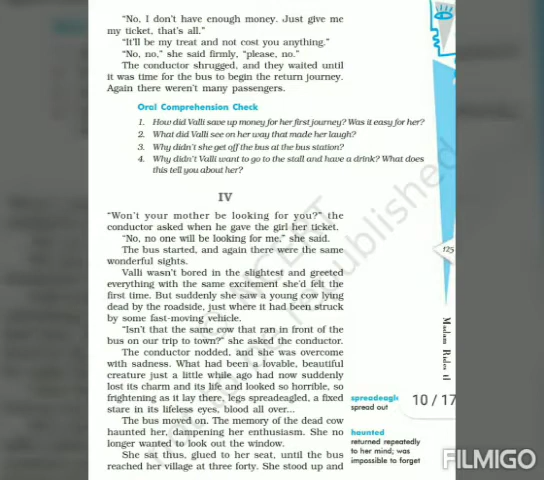 "No, I don't have enough money. Just give me
my ticket, that's all."
"It'll be my treat and not cost you anything."
"No, no," she said firmly, "please, no."
The conductor shrugged, and they waited until
it was time for the bus to begin the return journey.
Again there weren't many passengers.
Oral Comprehension Check
1. How did Valli save up money for her first journey? Was it easy for her?
2. What did Valli see on her way that made her laugh?
3. Why didn't she get off the bus at the bus station?
4. Why didn't Valli want to go to the stall and have a drink? What does
this tell you about her?
IV
"Won't your mother be looking for you?" the
conductor asked when he gave the girl her ticket.
"No, no one will be looking for me," she said.
The bus started, and again there were the same
wonderful sights.
Valli wasn't bored in the slightest and greeted
everything with the same excitement she'd felt the
first time. But suddenly she saw a young cow lying
dead by the roadside, just where it had been struck
by some fast-moving vehicle.
"Isn't that the same cow that ran in front of the
bus on our trip to town?" she asked the conductor.
The conductor nodded, and she was overcome
with sadness. What had been a lovable, beautiful
creature just a little while ago had now suddenly
lost its charm and its life and looked so horrible, so
frightening as it lay there, legs spreadeagled, a fixed
stare in its lifeless eyes, blood all over...
The bus moved on. The memory of the dead cow
haunted her, dampening her enthusiasm. She no
longer wanted to look out the window.
She sat thus, glued to her seat, until the bus
reached her village at three forty. She stood up and
125
Madam Rides t
spreadeagl
spread out
haunted
returned repeatedly
to her mind; was
impossible to forget
10 / 17
FILMIGO
published